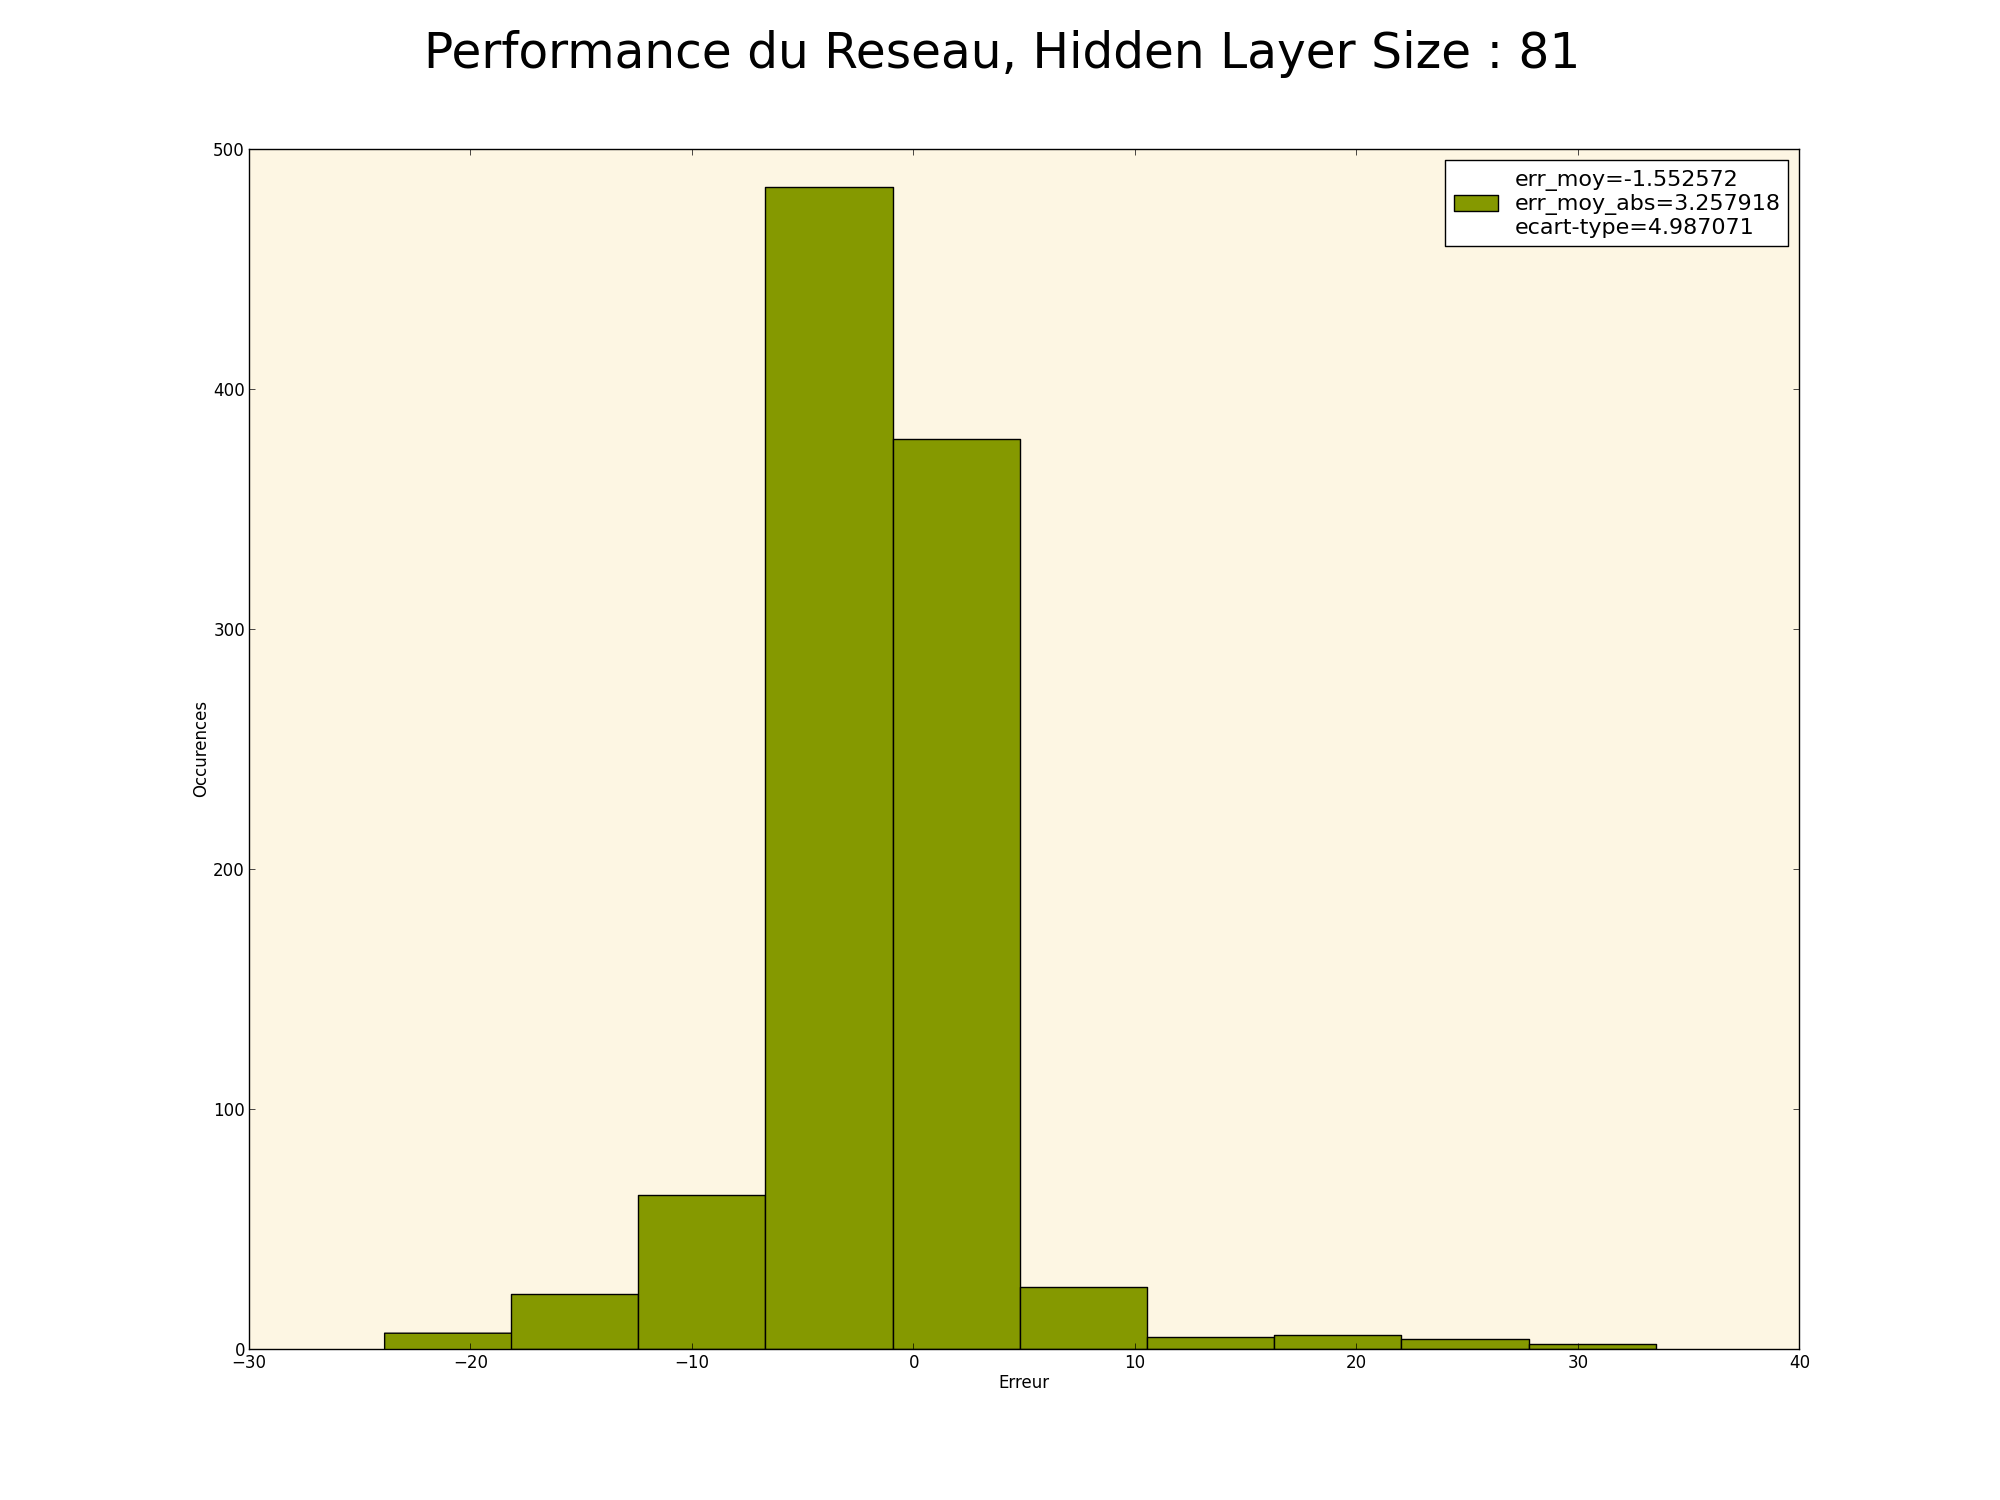 Performance du Reseau, Hidden Layer Size : 81
err_moy=-1.552572
err_moy_abs=3.257918
ecart-type=4.987071
500
400
300
200
100
0
Occurences
−30 −20 −10 0 10 20 30 40
Erreur